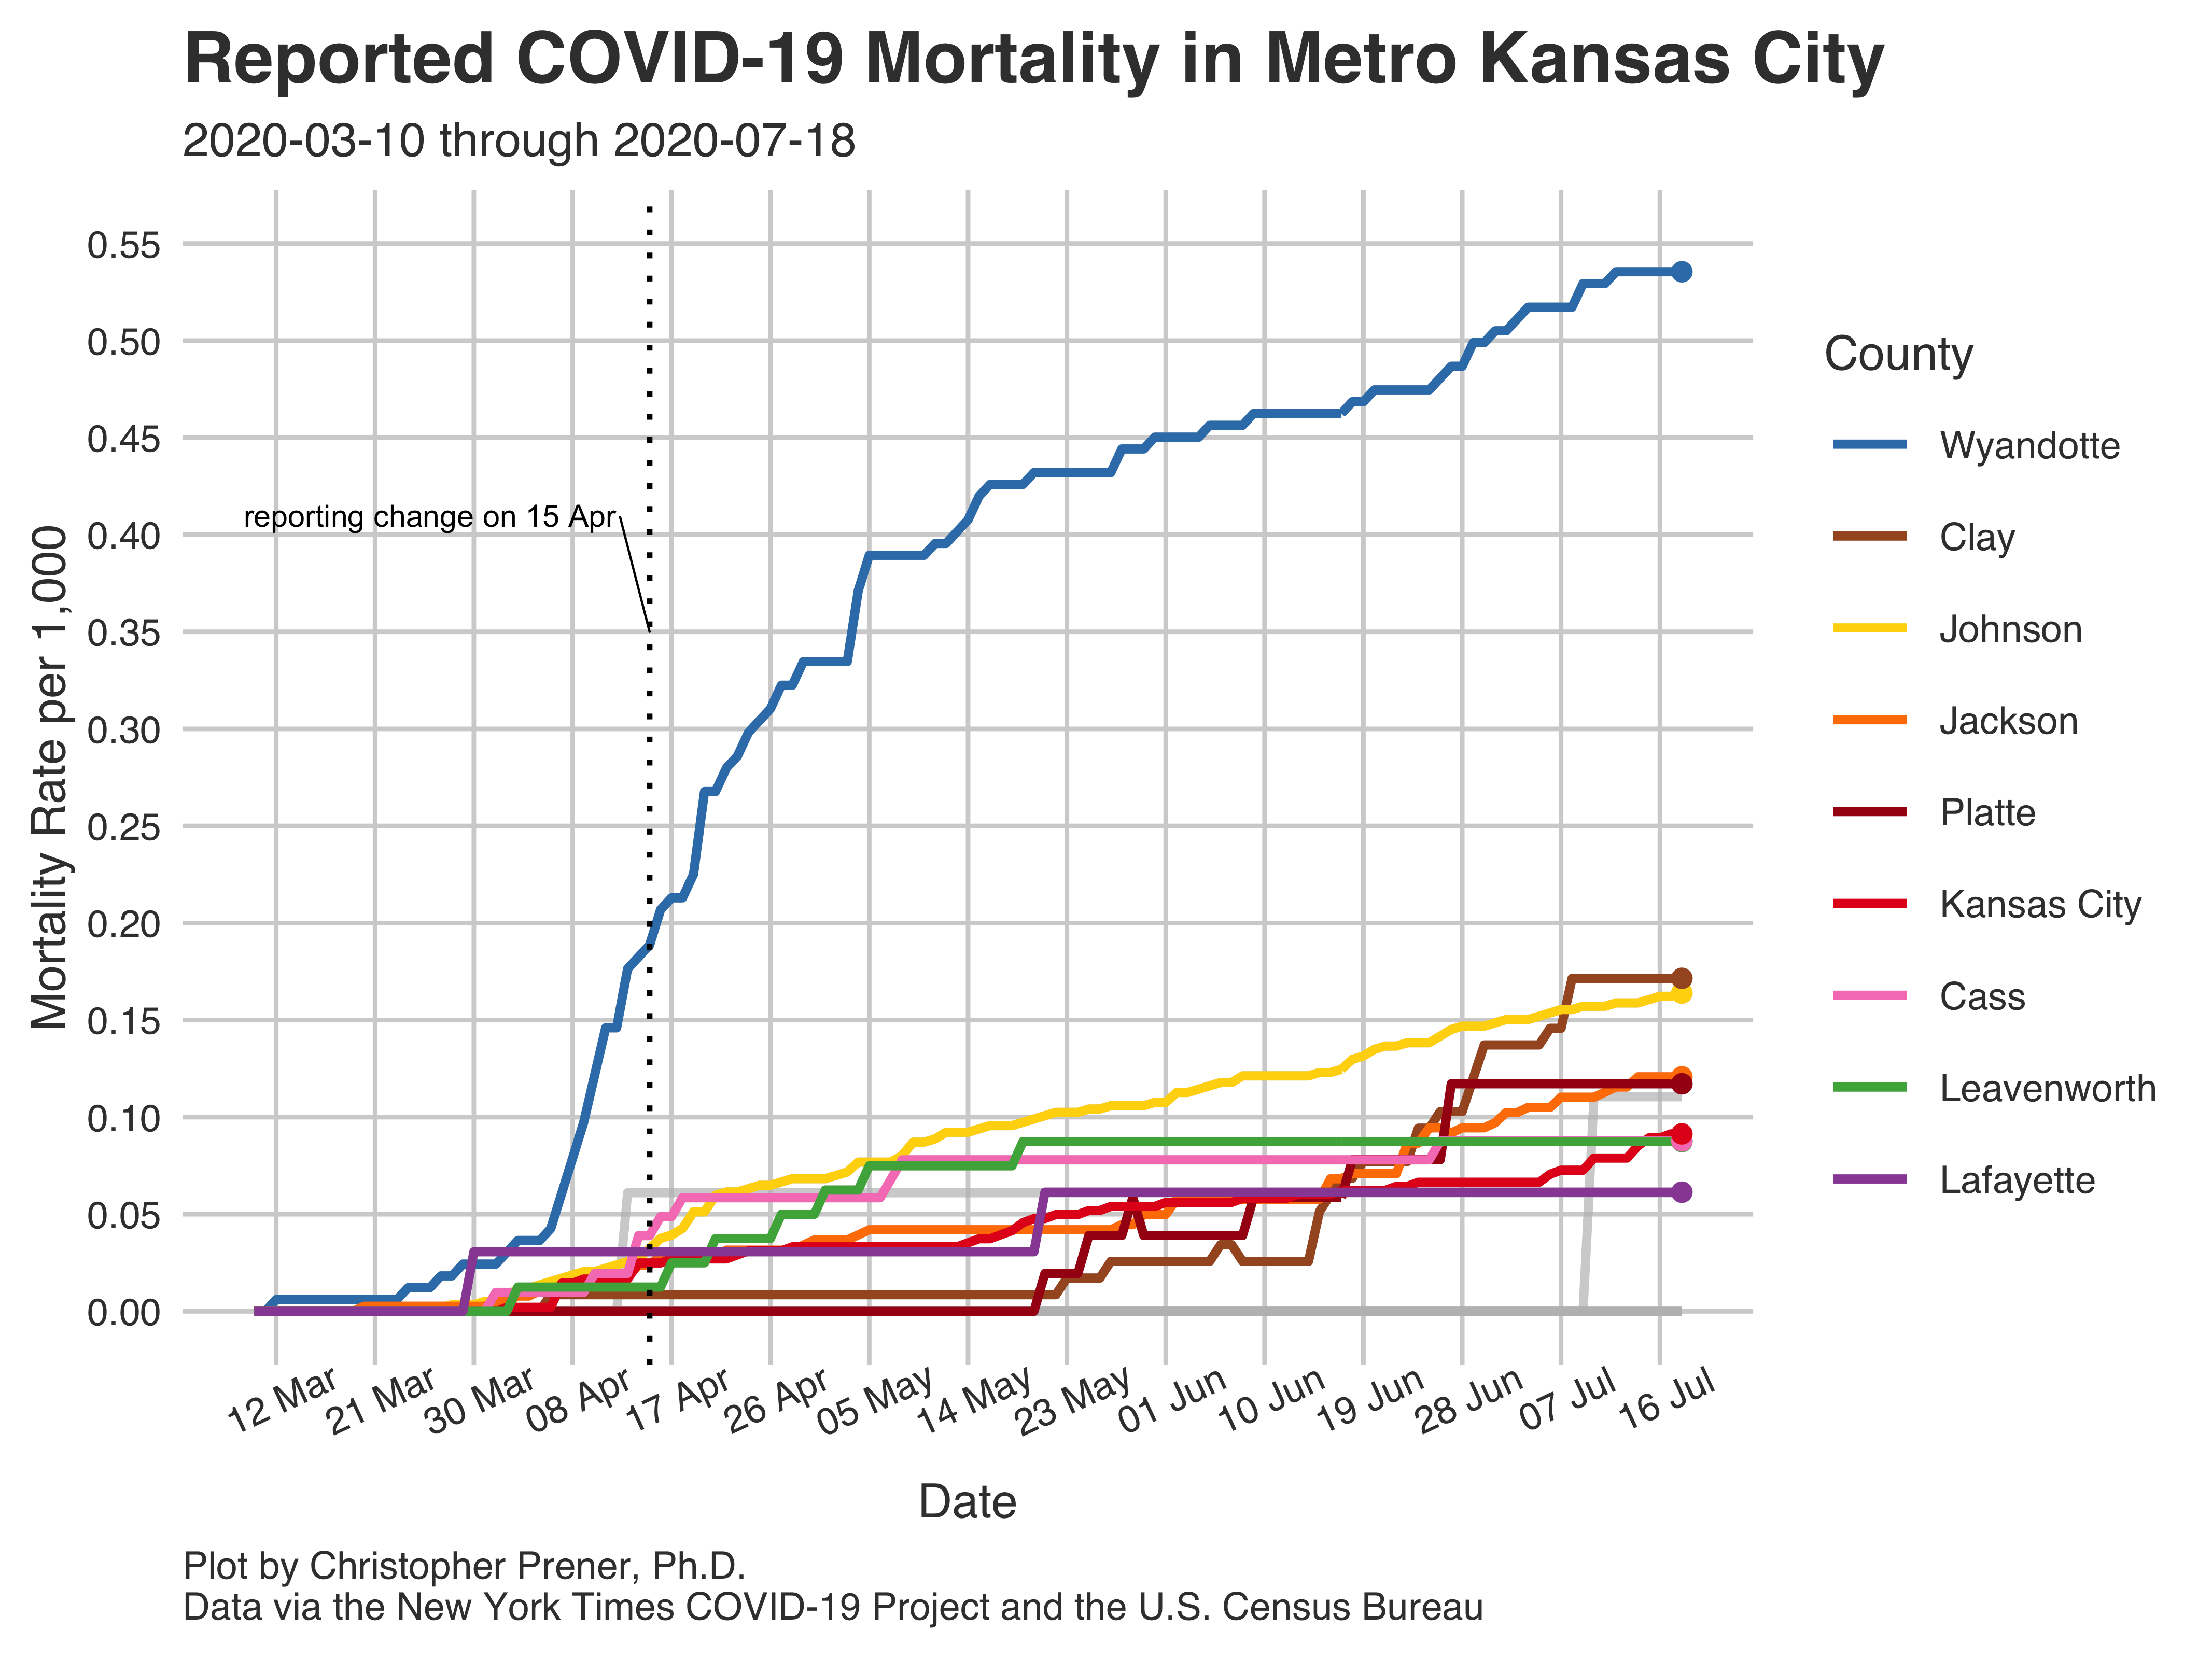 Reported COVID-19 Mortality in Metro Kansas City
2020-03-10 through 2020-07-18
Mortality Rate per 1,000
0.55
0.50
0.45
0.40
0.35
0.30
0.25
0.20
0.15
0.10
0.05
0.00
reporting change on 15 Apr
County
Wyandotte
Clay
Johnson
Jackson
Platte
Kansas City
Cass
Leavenworth
Lafayette
12 Mar
21 Mar
30 Mar
08 Apr
17 Apr
26 Apr
05 May
14 May
23 May
01 Jun
10 Jun
19 Jun
28 Jun
07 Jul
16 Jul
Date
Plot by Christopher Prener, Ph.D.
Data via the New York Times COVID-19 Project and the U.S. Census Bureau